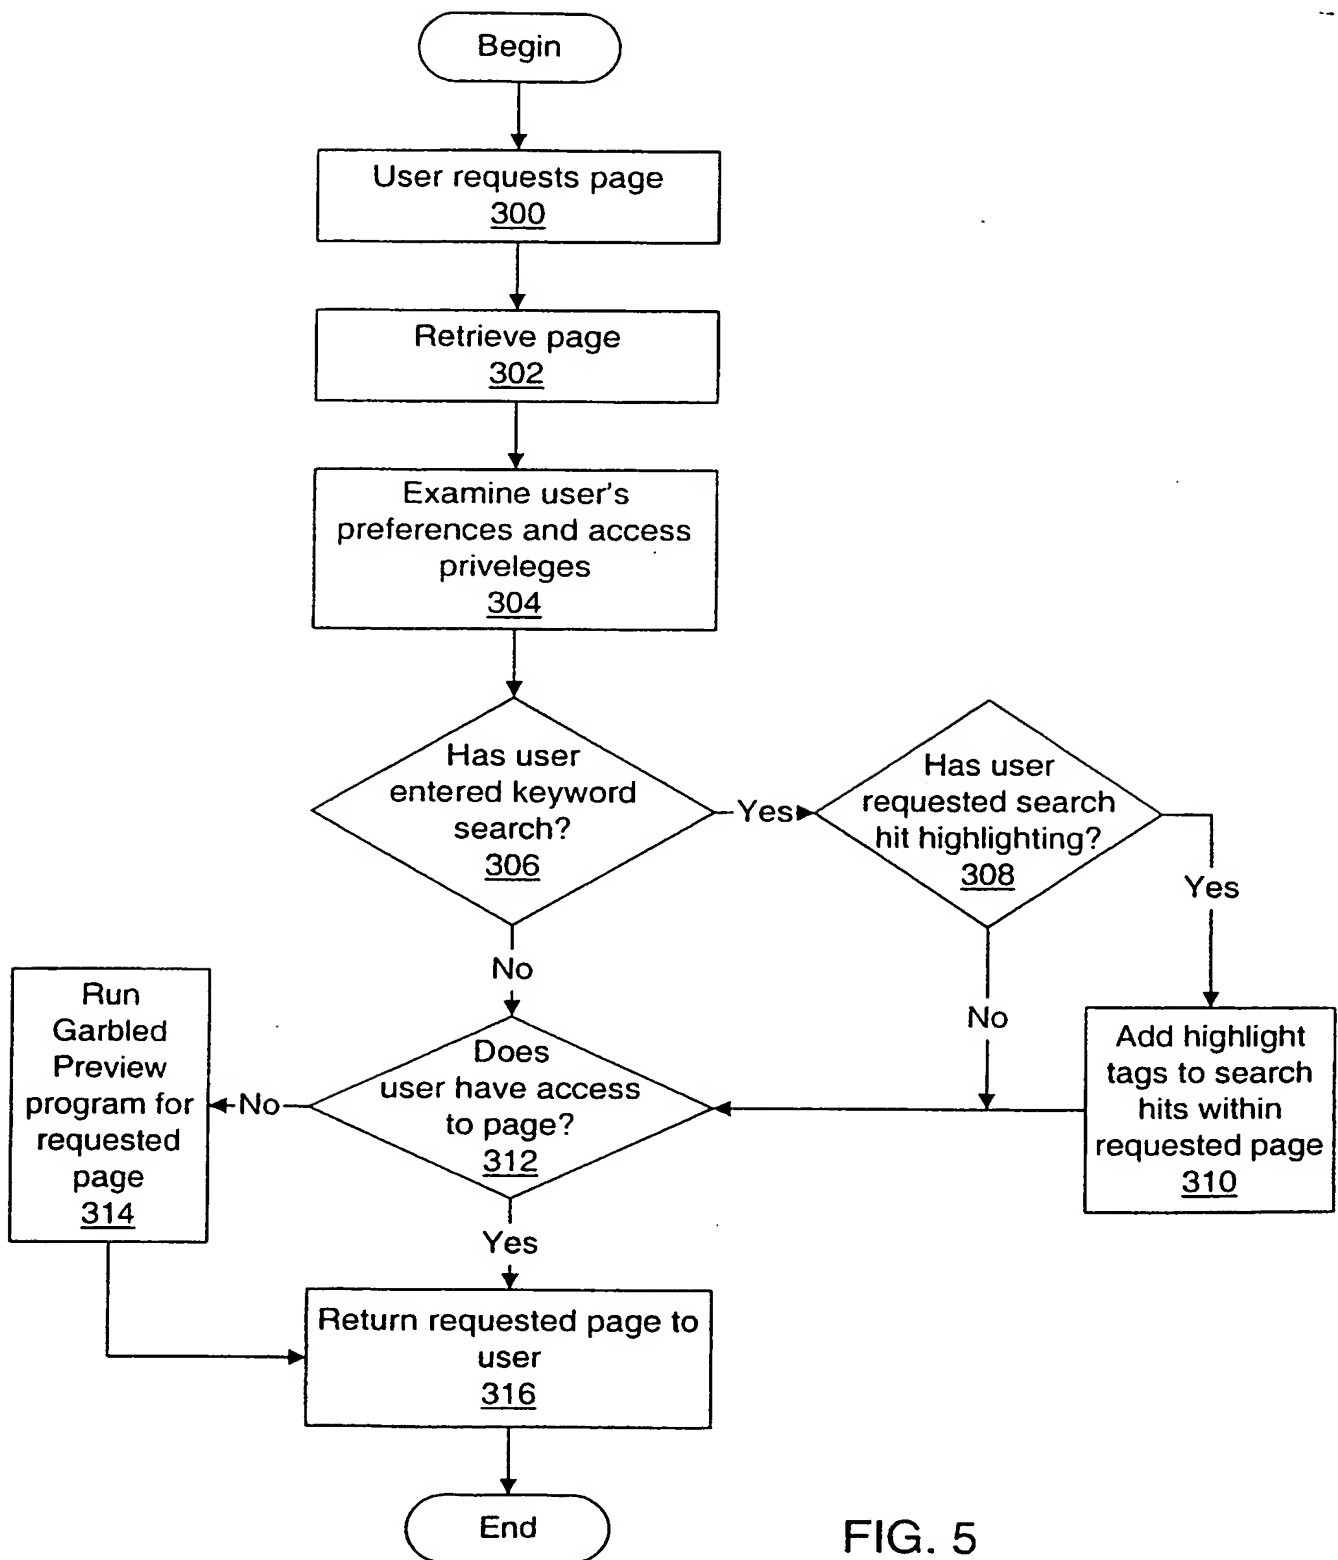 Begin
User requests page
300
Retrieve page
302
Examine user's
preferences and access
priveleges
304
Has user
entered keyword
search?
306
Yes
Has user
requested search
hit highlighting?
308
Yes
No
No
Add highlight
tags to search
hits within
requested page
310
Does
user have access
to page?
312
No
Run
Garbled
Preview
program for
requested
page
314
Yes
Return requested page to
user
316
End
FIG. 5